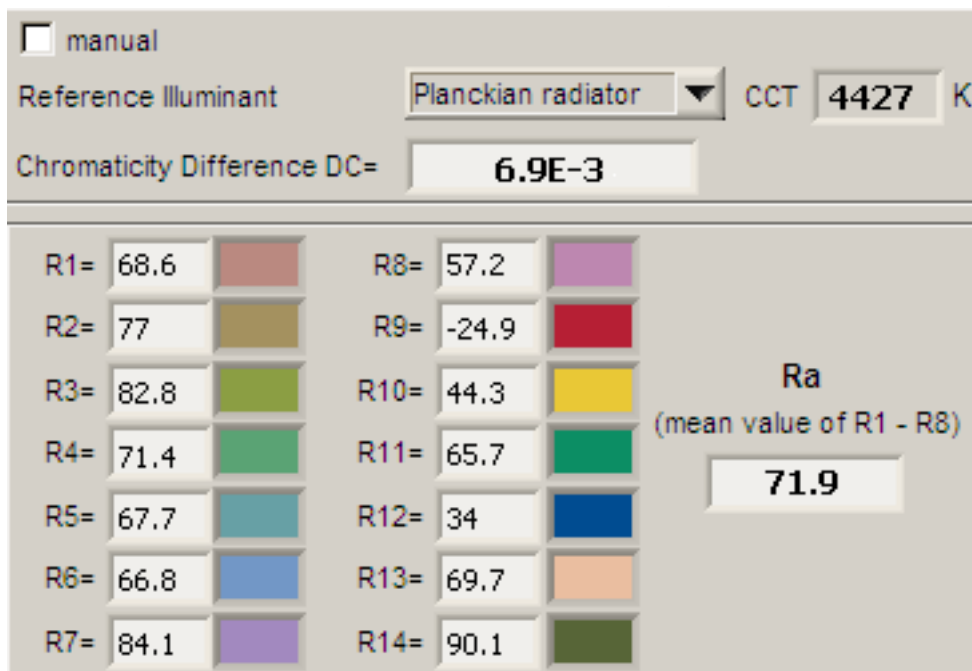 manual
Reference Illuminant Planckian radiator CCT 4427 K
Chromaticity Difference DC= 6.9E-3
R1= 68.6 R8= 57.2
R2= 77 R9= -24.9
R3= 82.8 R10= 44.3
R4= 71.4 R11= 65.7
R5= 67.7 R12= 34
R6= 66.8 R13= 69.7
R7= 84.1 R14= 90.1
Ra
(mean value of R1 - R8)
71.9